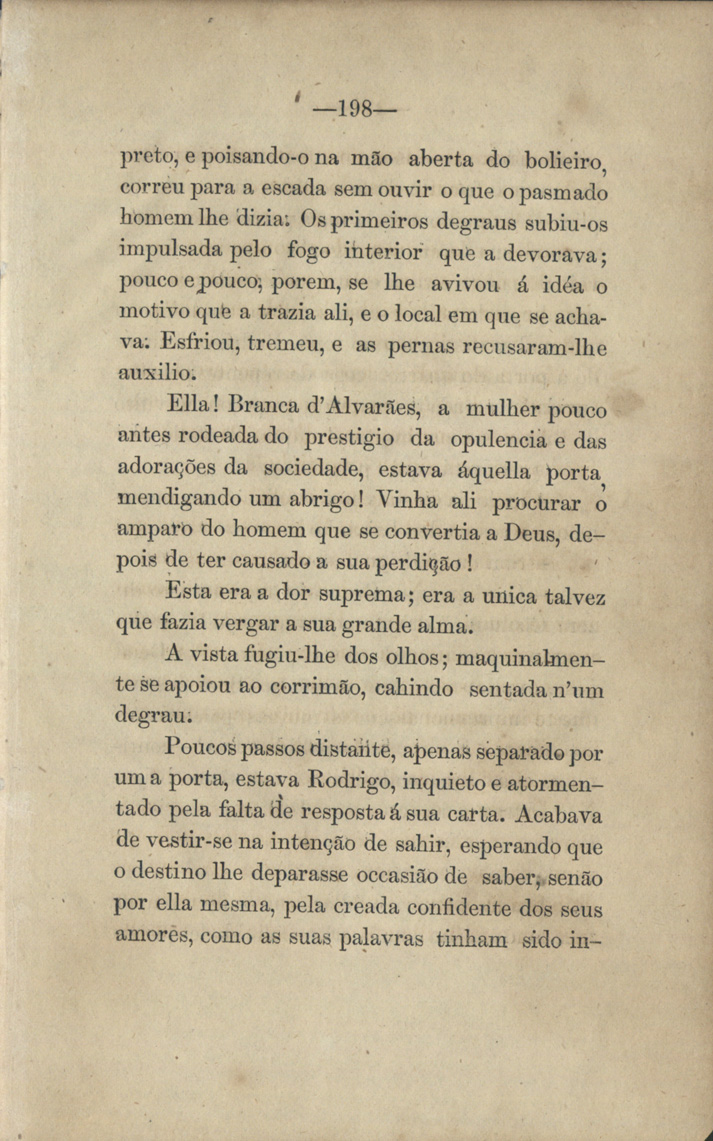 —198—
preto, e poisando-o na mão aberta do bolieiro,
correu para a escada sem ouvir o que o pasmado
homem lhe dizia. Os primeiros degraus subiu-os
impulsada pelo fogo interior que a devorava;
pouco e pouco, porem, se lhe avivou á idéa o
motivo que a trazia ali, e o local em que se acha-
va. Esfriou, tremeu, e as pernas recusaram-lhe
auxilio.
Ella! Branca d'Alvarães, a mulher pouco
antes rodeada do prestigio da opulencia e das
adorações da sociedade, estava áquella porta,
mendigando um abrigo! Vinha ali procurar o
amparo do homem que se convertia a Deus, de-
pois de ter causado a sua perdição!
Esta era a dor suprema; era a unica talvez
que fazia vergar a sua grande alma.
A vista fugiu-lhe dos olhos; maquinalmen-
te se apoiou ao corrimão, cahindo sentada n'um
degrau.
Poucos passos distante, apenas separado por
uma porta, estava Rodrigo, inquieto e atormen-
tado pela falta de resposta á sua carta. Acabava
de vestir-se na intenção de sahir, esperando que
o destino lhe deparasse occasião de saber, senão
por ella mesma, pela creada confidente dos seus
amores, como as suas palavras tinham sido in-